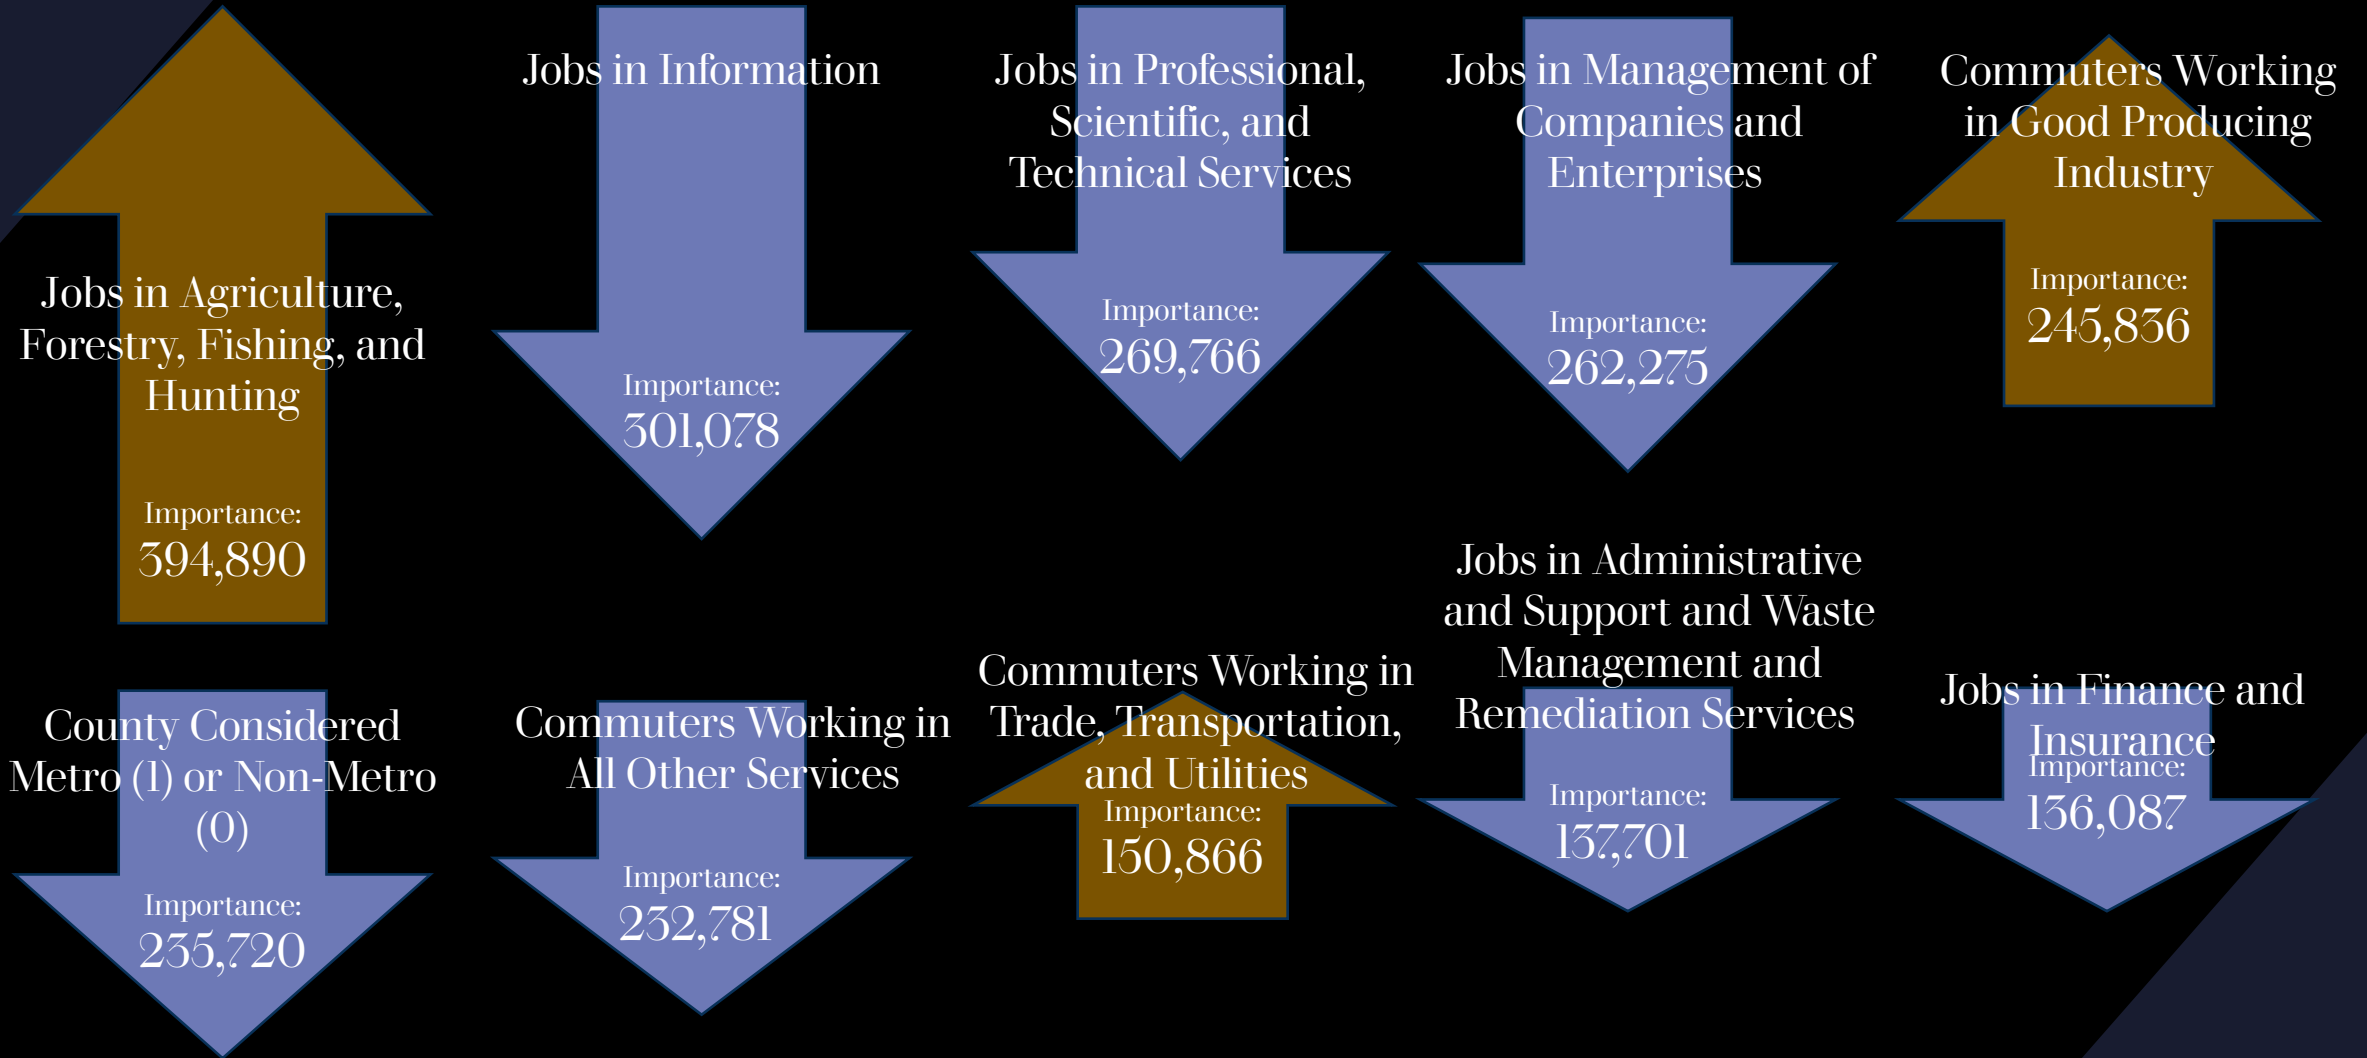 Jobs in Agriculture,
Forestry, Fishing, and
Hunting
Importance:
394,890
Jobs in Information
Importance:
301,078
Jobs in Professional,
Scientific, and
Technical Services
Importance:
269,766
Jobs in Management of
Companies and
Enterprises
Importance:
262,275
Commuters Working
in Good Producing
Industry
Importance:
245,836
County Considered
Metro (1) or Non-Metro
(0)
Importance:
235,720
Commuters Working in
All Other Services
Importance:
232,781
Commuters Working in
Trade, Transportation,
and Utilities
Importance:
150,866
Jobs in Administrative
and Support and Waste
Management and
Remediation Services
Importance:
137,701
Jobs in Finance and
Insurance
Importance:
136,087